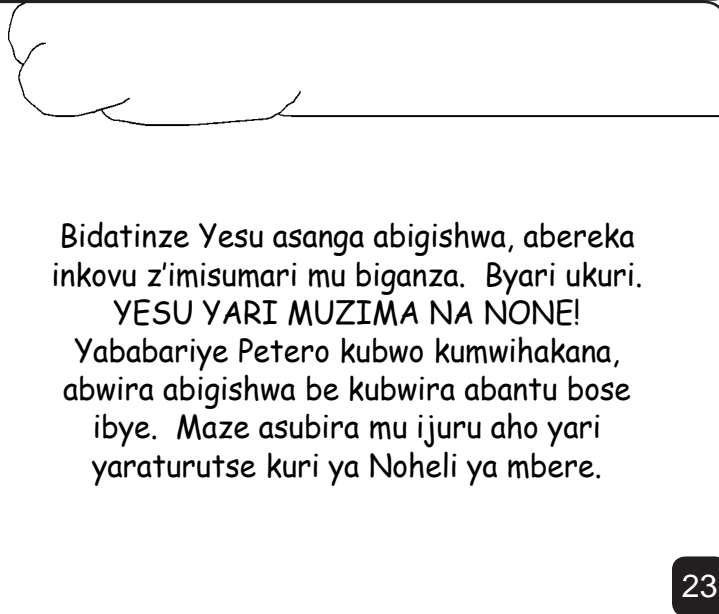 Bidatinze Yesu asanga abigishwa, abereka
inkovu z'imisumari mu biganza.  Byari ukuri.
YESU YARI MUZIMA NA NONE!
Yababariye Petero kubwo kumwihakana,
abwira abigishwa be kubwira abantu bose
ibye.  Maze asubira mu ijuru aho yari
yaraturutse kuri ya Noheli ya mbere.
23